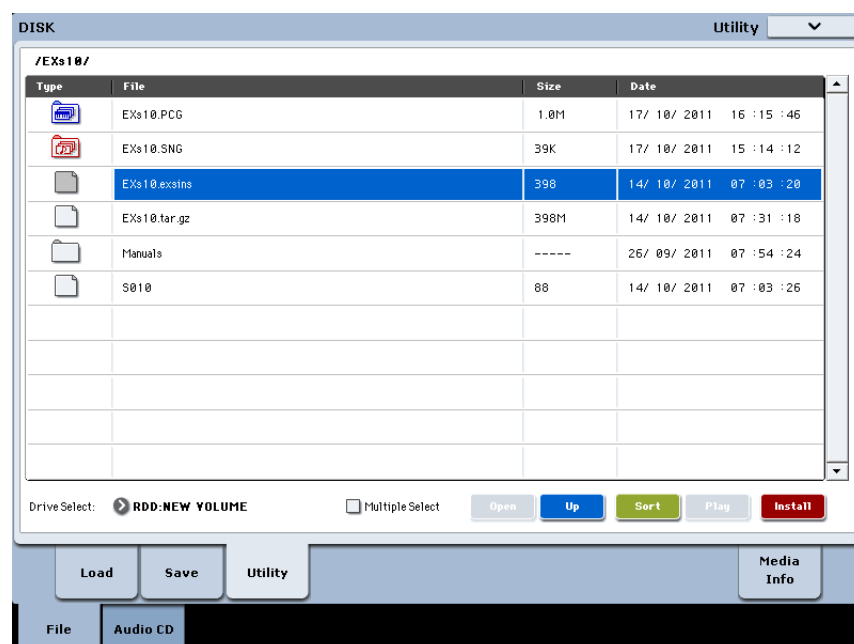 DISK Utility
/EXs10/
Type File Size Date
EXs10.PCG 1.0M 17/ 10/ 2011 16 :15 :46
EXs10.SNG 39K 17/ 10/ 2011 15 :14 :12
EXs10.exsins 398 14/ 10/ 2011 07 :03 :20
EXs10.tar.gz 398M 14/ 10/ 2011 07 :31 :18
Manuals ----- 26/ 09/ 2011 07 :54 :24
S010 88 14/ 10/ 2011 07 :03 :26
Drive Select: RDD:NEW VOLUME Multiple Select Open Up Sort Play Install
Load Save Utility Media
Info
File Audio CD